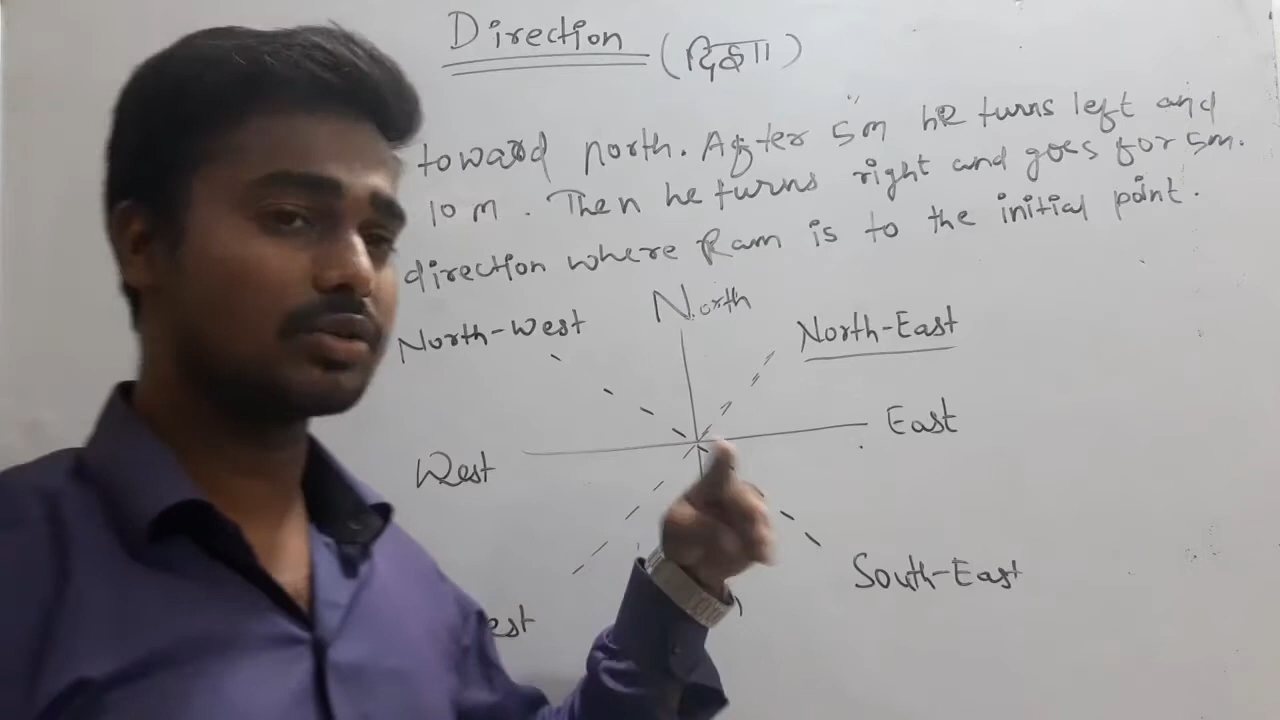 Direction (दिशा)
toward north. After 5m he turns left and
10 m. Then he turns right and goes for 5m.
direction where Ram is to the initial point.
North
North-West
North-East
East
West
South-East
est